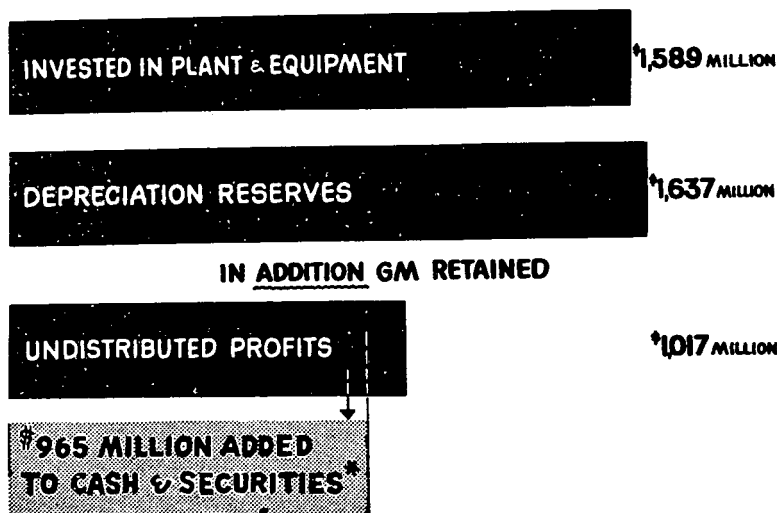 INVESTED IN PLANT & EQUIPMENT $1,589 MILLION
DEPRECIATION RESERVES $1,637 MILLION
IN ADDITION GM RETAINED
UNDISTRIBUTED PROFITS $1,017 MILLION
$965 MILLION ADDED
TO CASH & SECURITIES*